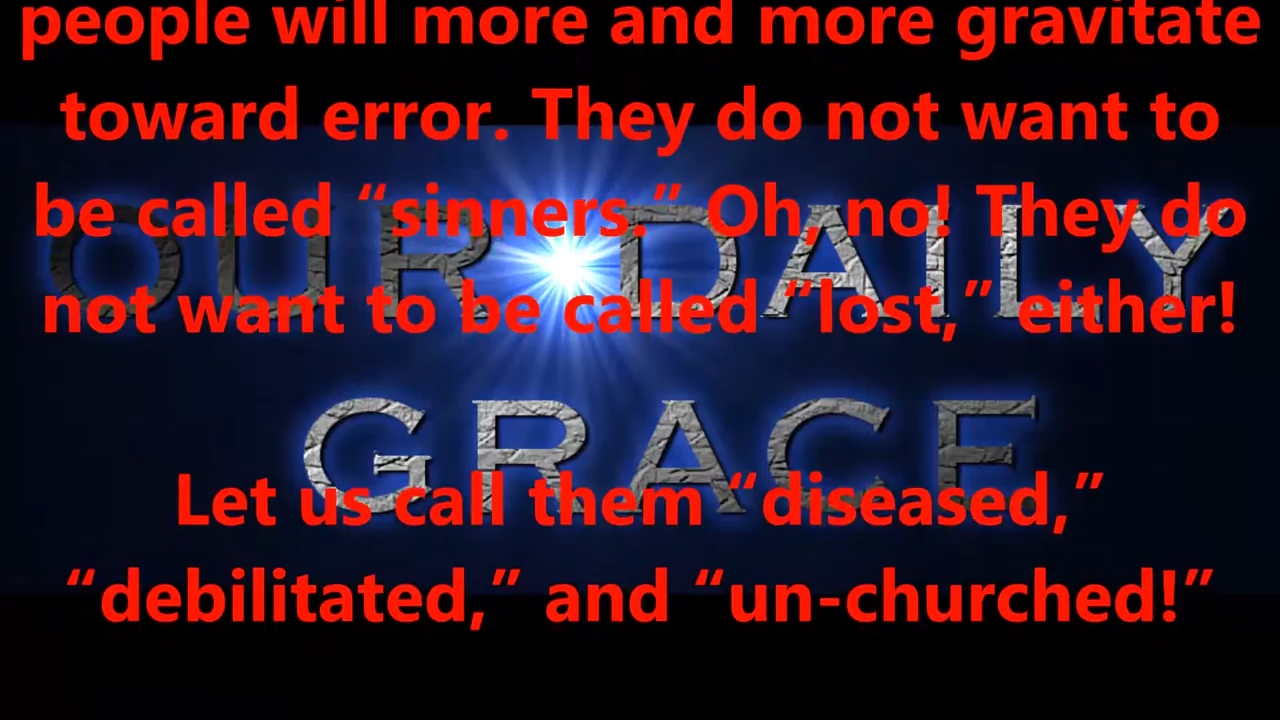 people will more and more gravitate
toward error. They do not want to
be called “sinners.” Oh, no! They do
not want to be called “lost,” either!
OUR DAILY
GRACE
Let us call them “diseased,”
“debilitated,” and “un-churched!”